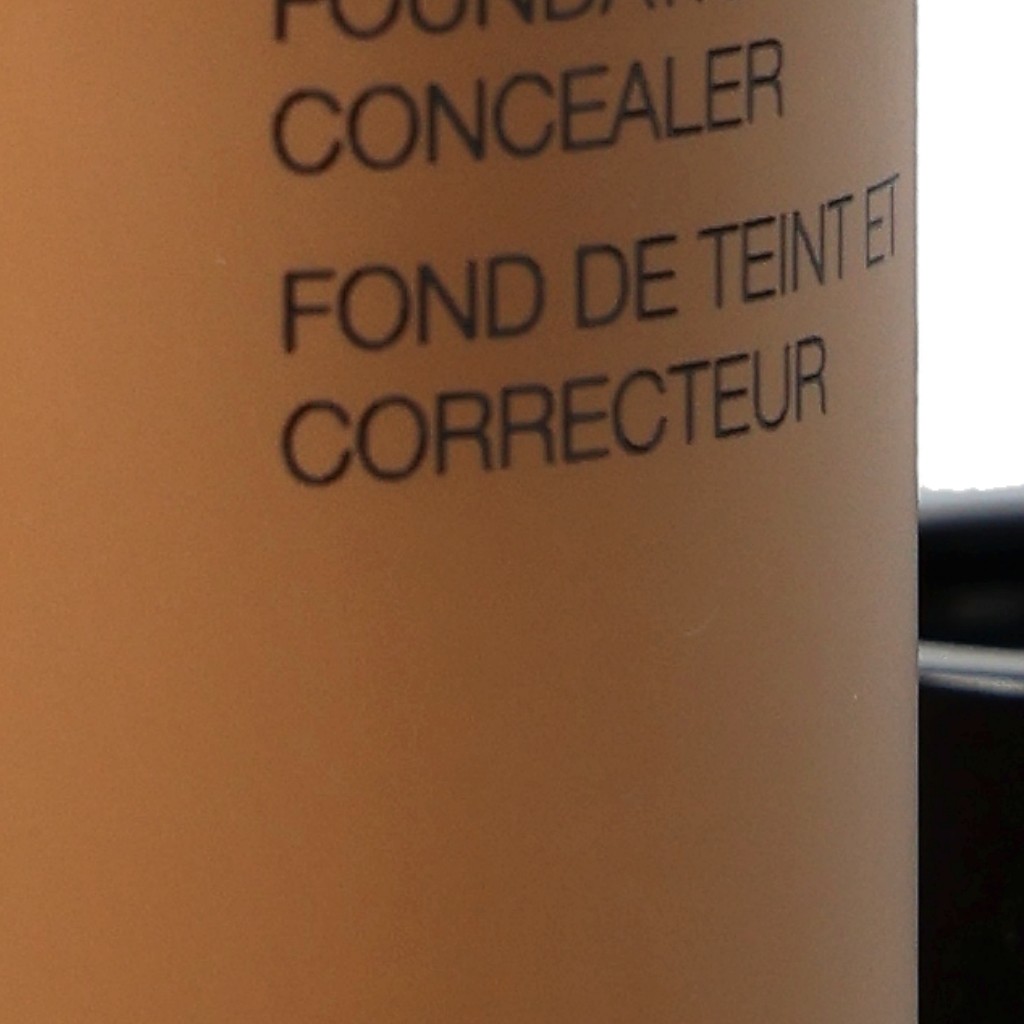 CONCEALER
FOND DE TEINT ET
CORRECTEUR